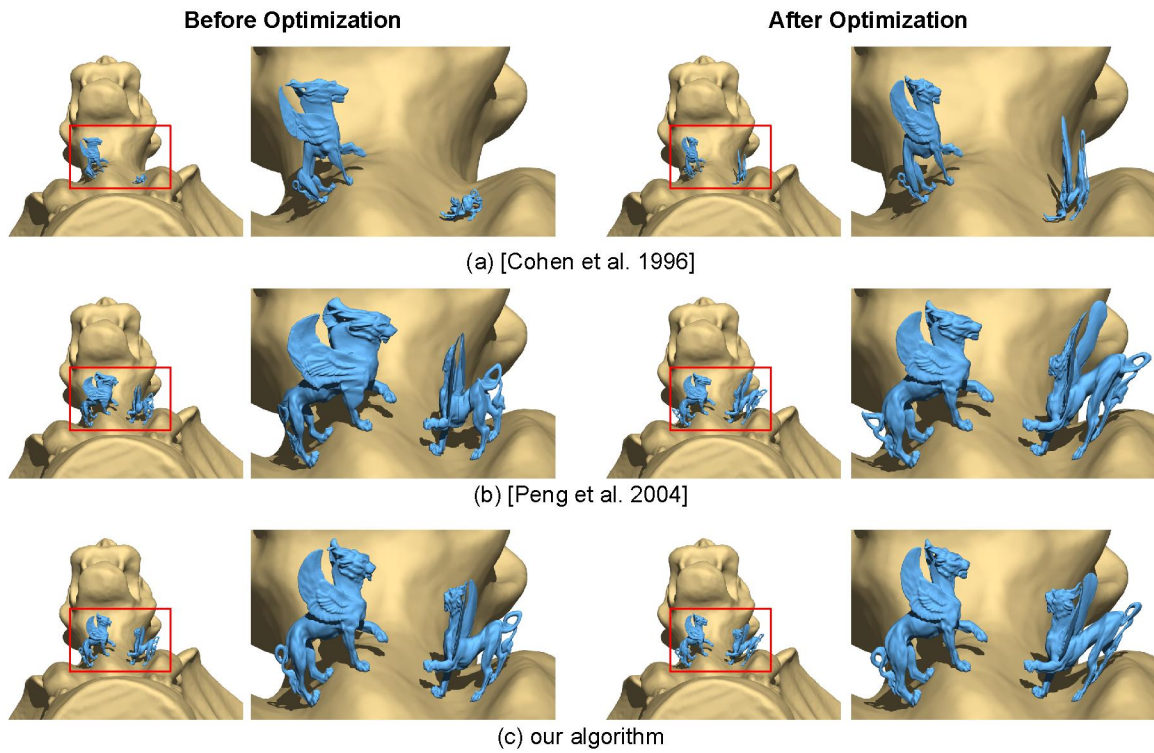 Before Optimization
After Optimization
(a) [Cohen et al. 1996]
(b) [Peng et al. 2004]
(c) our algorithm